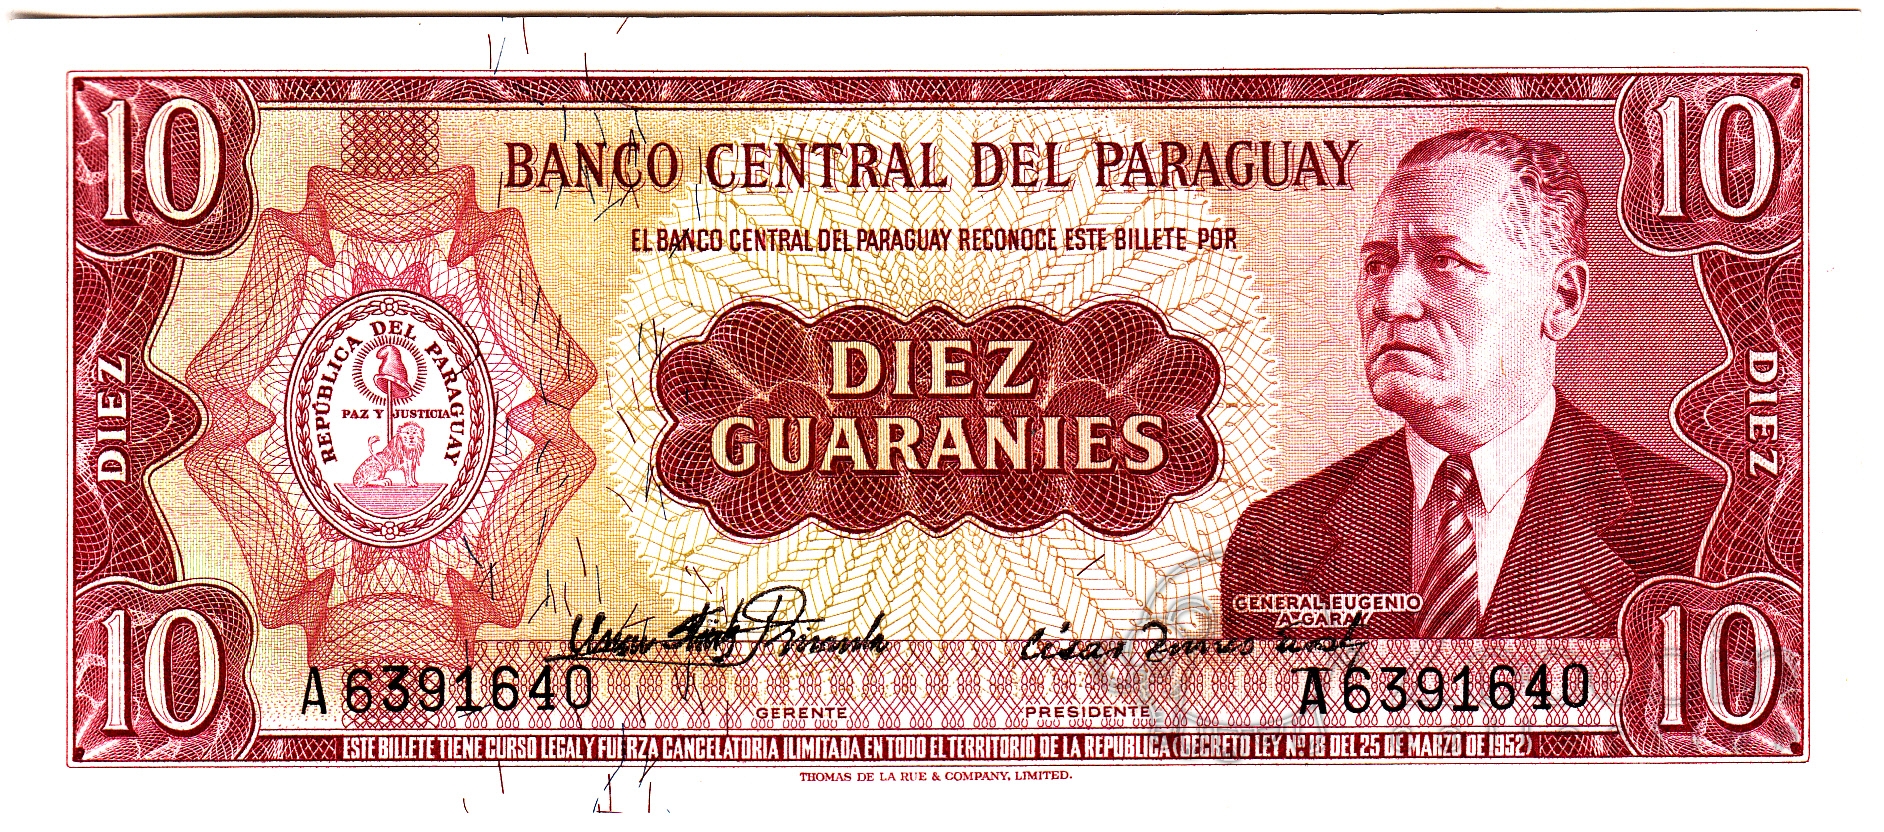 10
10
BANCO CENTRAL DEL PARAGUAY
EL BANCO CENTRAL DEL PARAGUAY RECONOCE ESTE BILLETE POR
DIEZ
REPÚBLICA DEL PARAGUAY
PAZ Y JUSTICIA
DIEZ
GUARANIES
DIEZ
GENERAL EUGENIO
A. GARAY
10
A6391640
A6391640
10
GERENTE
PRESIDENTE
ESTE BILLETE TIENE CURSO LEGAL Y FUERZA CANCELATORIA ILIMITADA EN TODO EL TERRITORIO DE LA REPUBLICA (DECRETO LEY Nº 18 DEL 25 DE MARZO DE 1952)
THOMAS DE LA RUE & COMPANY, LIMITED.